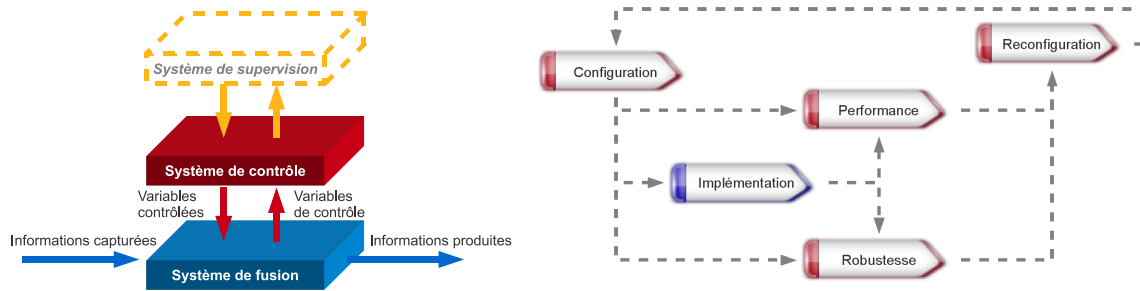 Système de supervision
Système de contrôle
Variables
contrôlées
Variables
de contrôle
Informations capturées
Informations produites
Système de fusion
Reconfiguration
Configuration
Performance
Implémentation
Robustesse